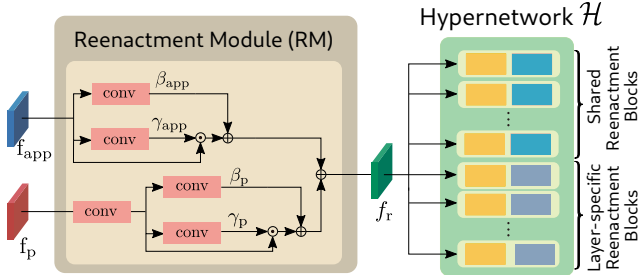 Hypernetwork ℋ
Reenactment Module (RM)
conv
β_app
conv
γ_app
f_app
conv
conv
β_p
conv
γ_p
f_p
f_r
Shared
Reenactment
Blocks
Layer-specific
Reenactment
Blocks